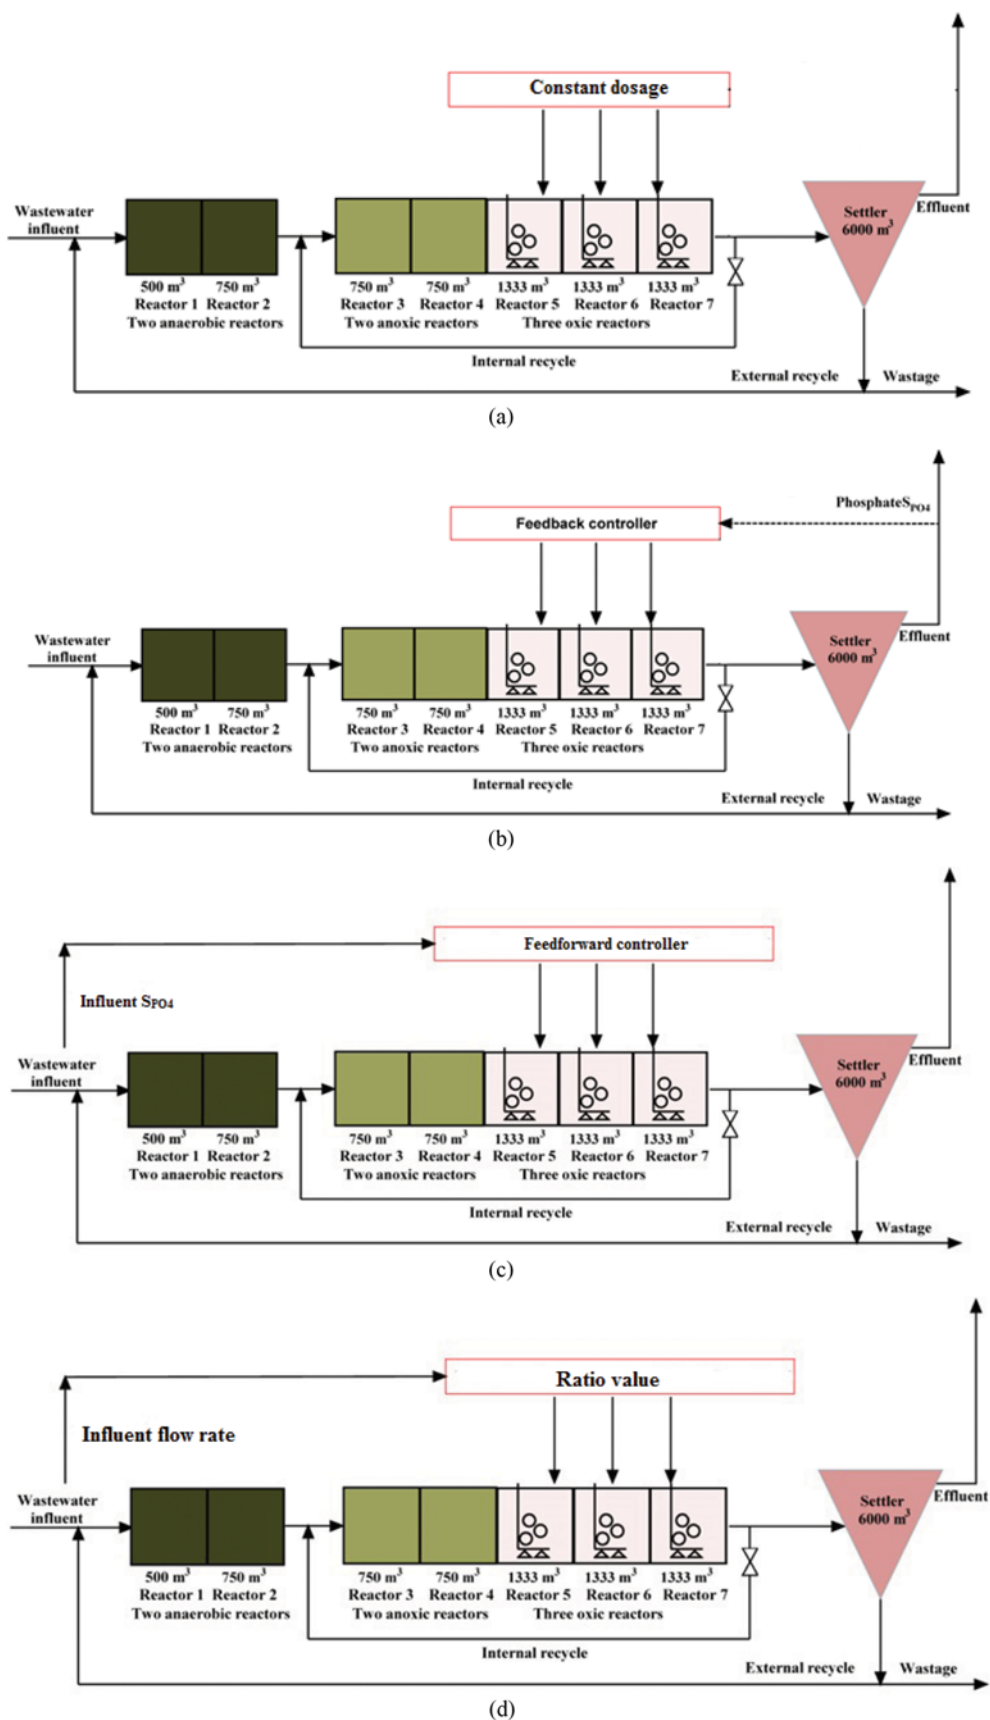 Constant dosage
Wastewater
influent
Settler
6000 m³
Effluent
500 m³ 750 m³ 750 m³ 750 m³ 1333 m³ 1333 m³ 1333 m³
Reactor 1 Reactor 2 Reactor 3 Reactor 4 Reactor 5 Reactor 6 Reactor 7
Two anaerobic reactors Two anoxic reactors Three oxic reactors
Internal recycle
External recycle Wastage
(a)
PhosphateS_PO4
Feedback controller
Wastewater
influent
Settler
6000 m³
Effluent
500 m³ 750 m³ 750 m³ 750 m³ 1333 m³ 1333 m³ 1333 m³
Reactor 1 Reactor 2 Reactor 3 Reactor 4 Reactor 5 Reactor 6 Reactor 7
Two anaerobic reactors Two anoxic reactors Three oxic reactors
Internal recycle
External recycle Wastage
(b)
Feedforward controller
Influent S_PO4
Wastewater
influent
Settler
6000 m³
Effluent
500 m³ 750 m³ 750 m³ 750 m³ 1333 m³ 1333 m³ 1333 m³
Reactor 1 Reactor 2 Reactor 3 Reactor 4 Reactor 5 Reactor 6 Reactor 7
Two anaerobic reactors Two anoxic reactors Three oxic reactors
Internal recycle
External recycle Wastage
(c)
Ratio value
Influent flow rate
Wastewater
influent
Settler
6000 m³
Effluent
500 m³ 750 m³ 750 m³ 750 m³ 1333 m³ 1333 m³ 1333 m³
Reactor 1 Reactor 2 Reactor 3 Reactor 4 Reactor 5 Reactor 6 Reactor 7
Two anaerobic reactors Two anoxic reactors Three oxic reactors
Internal recycle
External recycle Wastage
(d)